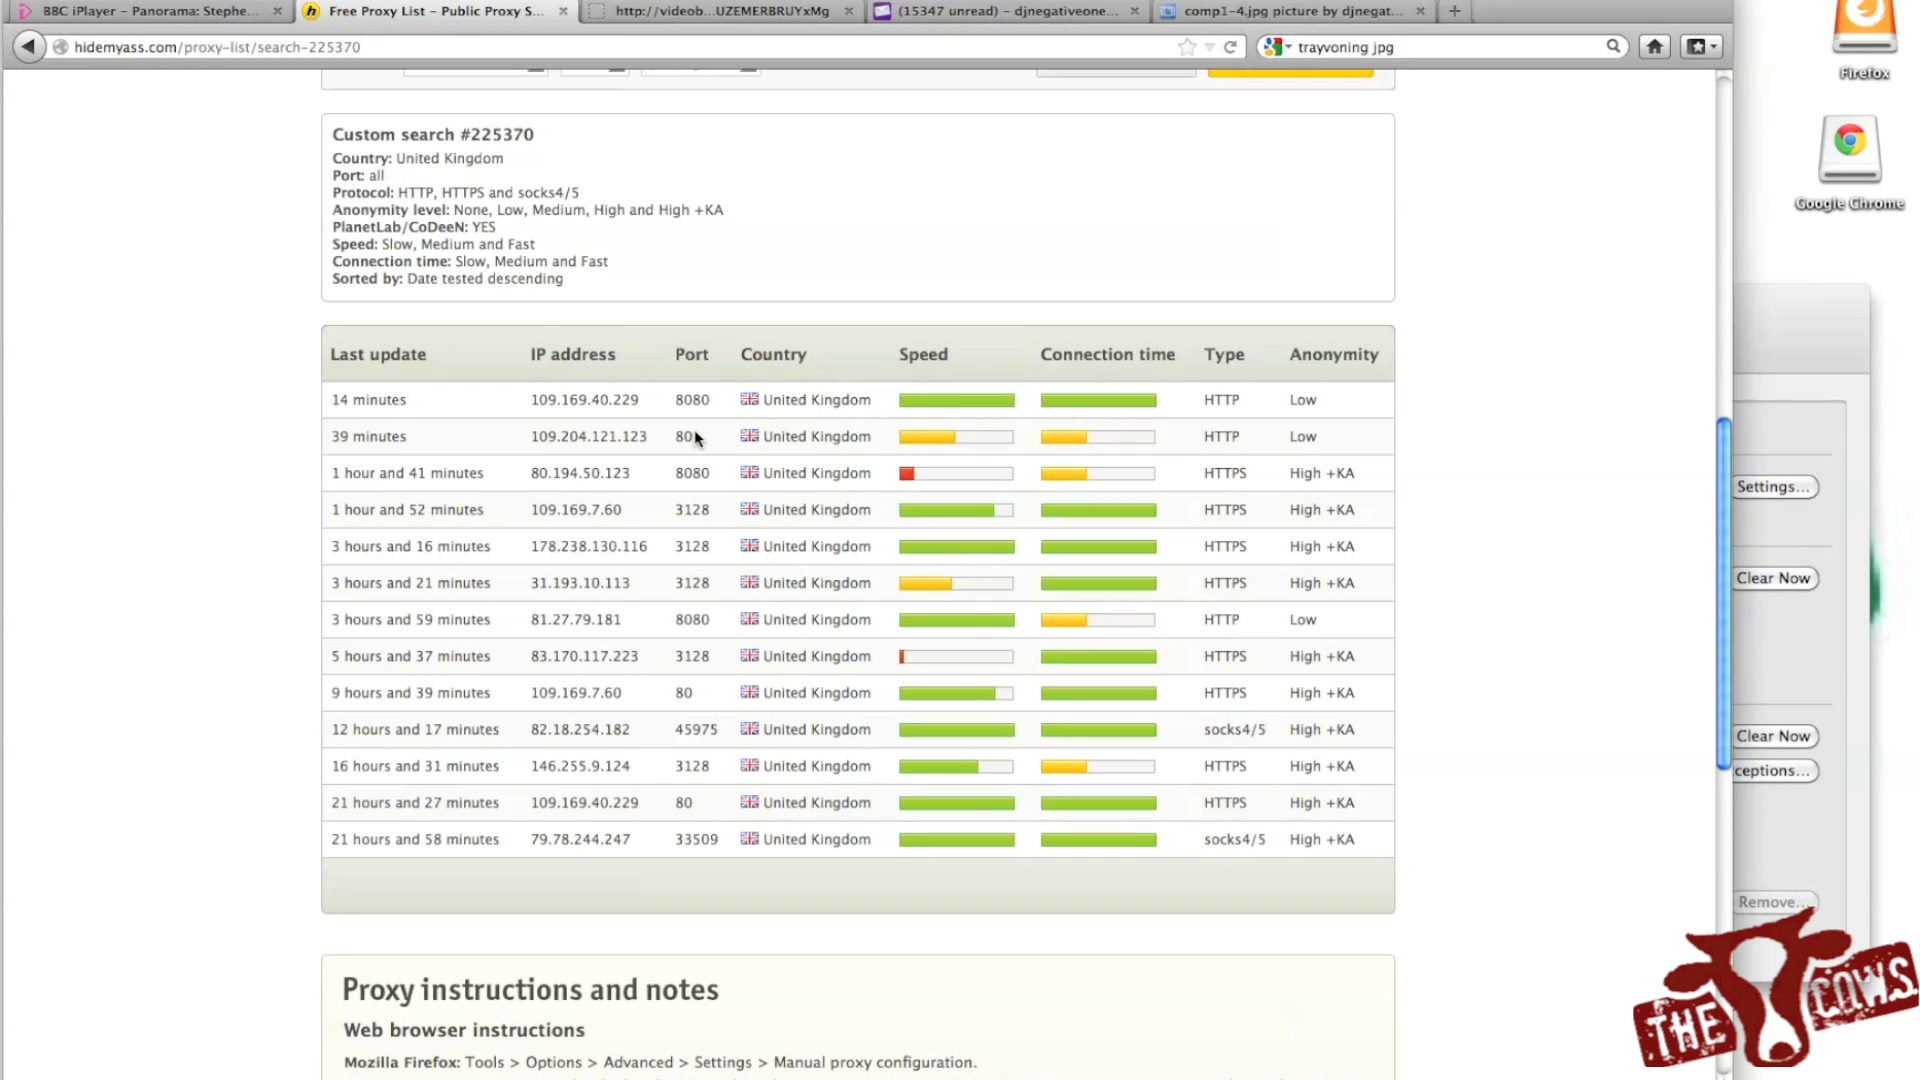 BBC iPlayer – Panorama: Stephe...
Free Proxy List – Public Proxy S...
http://videob...UZEMERBRUYxMg
(15347 unread) – djnegativeone...
comp1-4.jpg picture by djnegat...
hidemyass.com/proxy-list/search-225370
trayvoning jpg
Firefox
Google Chrome
Custom search #225370
Country: United Kingdom
Port: all
Protocol: HTTP, HTTPS and socks4/5
Anonymity level: None, Low, Medium, High and High +KA
PlanetLab/CoDeeN: YES
Speed: Slow, Medium and Fast
Connection time: Slow, Medium and Fast
Sorted by: Date tested descending
Last update IP address Port Country Speed Connection time Type Anonymity
14 minutes 109.169.40.229 8080 United Kingdom HTTP Low
39 minutes 109.204.121.123 United Kingdom HTTP Low
1 hour and 41 minutes 80.194.50.123 8080 United Kingdom HTTPS High +KA
1 hour and 52 minutes 109.169.7.60 3128 United Kingdom HTTPS High +KA
3 hours and 16 minutes 178.238.130.116 3128 United Kingdom HTTPS High +KA
3 hours and 21 minutes 31.193.10.113 3128 United Kingdom HTTPS High +KA
3 hours and 59 minutes 81.27.79.181 8080 United Kingdom HTTP Low
5 hours and 37 minutes 83.170.117.223 3128 United Kingdom HTTPS High +KA
9 hours and 39 minutes 109.169.7.60 80 United Kingdom HTTPS High +KA
12 hours and 17 minutes 82.18.254.182 45975 United Kingdom socks4/5 High +KA
16 hours and 31 minutes 146.255.9.124 3128 United Kingdom HTTPS High +KA
21 hours and 27 minutes 109.169.40.229 80 United Kingdom HTTPS High +KA
21 hours and 58 minutes 79.78.244.247 33509 United Kingdom socks4/5 High +KA
Settings...
Clear Now
Clear Now
ceptions...
Remove...
Proxy instructions and notes
Web browser instructions
Mozilla Firefox: Tools > Options > Advanced > Settings > Manual proxy configuration.
THE COWS